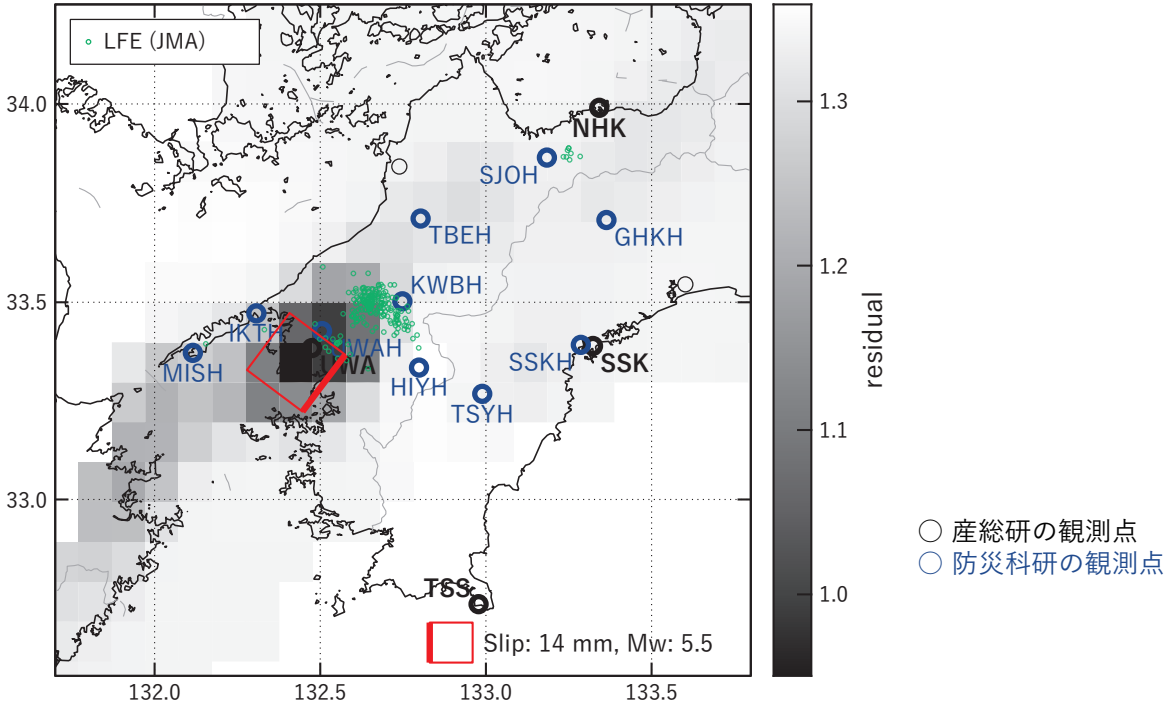 LFE (JMA)
34.0
33.5
33.0
132.0
132.5
133.0
133.5
NHK
SJOH
TBEH
GHKH
KWBH
IKTH
UWAH
UWA
MISH
HIYH
SSKH
SSK
TSYH
TSS
Slip: 14 mm, Mw: 5.5
1.3
1.2
1.1
1.0
residual
○ 産総研の観測点
○ 防災科研の観測点